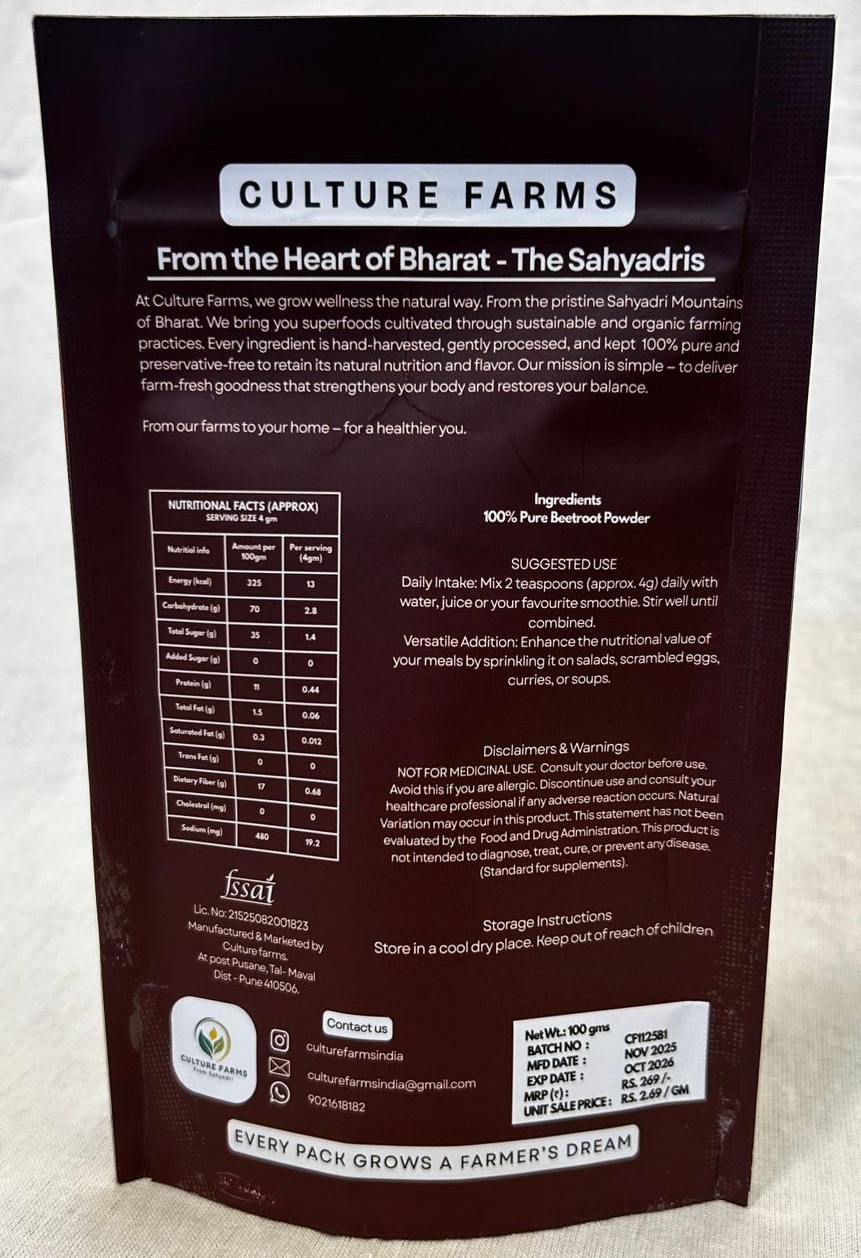 CULTURE FARMS
From the Heart of Bharat - The Sahyadris
At Culture Farms, we grow wellness the natural way. From the pristine Sahyadri Mountains
of Bharat. We bring you superfoods cultivated through sustainable and organic farming
practices. Every ingredient is hand-harvested, gently processed, and kept 100% pure and
preservative-free to retain its natural nutrition and flavor. Our mission is simple – to deliver
farm-fresh goodness that strengthens your body and restores your balance.
From our farms to your home – for a healthier you.
NUTRITIONAL FACTS (APPROX)
SERVING SIZE 4 gm
Nutritiol info Amount per 100gm Per serving (4gm)
Energy (kcal) 325 13
Carbohydrate (g) 70 2.8
Total Sugar (g) 35 1.4
Added Sugar (g) 0 0
Protein (g) 11 0.44
Total Fat (g) 1.5 0.06
Saturated Fat (g) 0.3 0.012
Trans Fat (g) 0 0
Dietary Fiber (g) 17 0.68
Cholestrol (mg) 0 0
Sodium (mg) 480 19.2
fssai
Lic. No: 21525082001823
Manufactured & Marketed by
Culture farms.
At post Pusane, Tal- Maval
Dist - Pune 410506.
Ingredients
100% Pure Beetroot Powder
SUGGESTED USE
Daily Intake: Mix 2 teaspoons (approx. 4g) daily with
water, juice or your favourite smoothie. Stir well until
combined.
Versatile Addition: Enhance the nutritional value of
your meals by sprinkling it on salads, scrambled eggs,
curries, or soups.
Disclaimers & Warnings
NOT FOR MEDICINAL USE. Consult your doctor before use.
Avoid this if you are allergic. Discontinue use and consult your
healthcare professional if any adverse reaction occurs. Natural
Variation may occur in this product. This statement has not been
evaluated by the Food and Drug Administration. This product is
not intended to diagnose, treat, cure, or prevent any disease.
(Standard for supplements).
Storage Instructions
Store in a cool dry place. Keep out of reach of children
CULTURE FARMS
From Sahyadri
Contact us
culturefarmsindia
culturefarmsindia@gmail.com
9021618182
Net Wt.: 100 gms
BATCH NO : CF1125B1
MFD DATE : NOV 2025
EXP DATE : OCT 2026
MRP (₹) : RS. 269 /-
UNIT SALE PRICE : RS. 2.69 / GM
EVERY PACK GROWS A FARMER'S DREAM